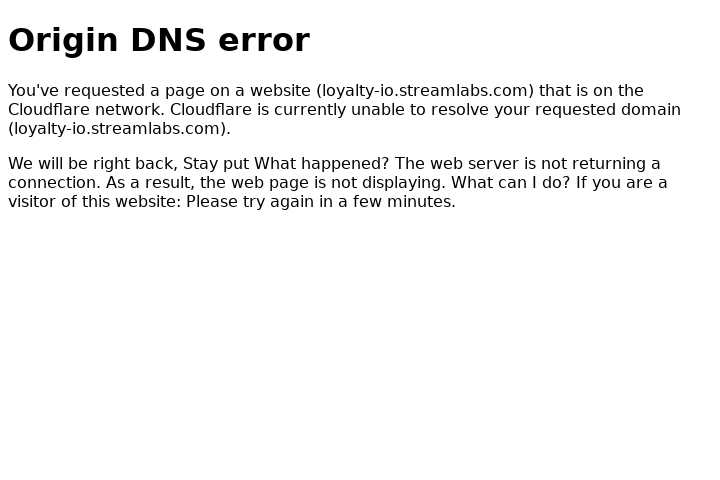 Origin DNS error
You've requested a page on a website (loyalty-io.streamlabs.com) that is on the
Cloudflare network. Cloudflare is currently unable to resolve your requested domain
(loyalty-io.streamlabs.com).
We will be right back, Stay put What happened? The web server is not returning a
connection. As a result, the web page is not displaying. What can I do? If you are a
visitor of this website: Please try again in a few minutes.